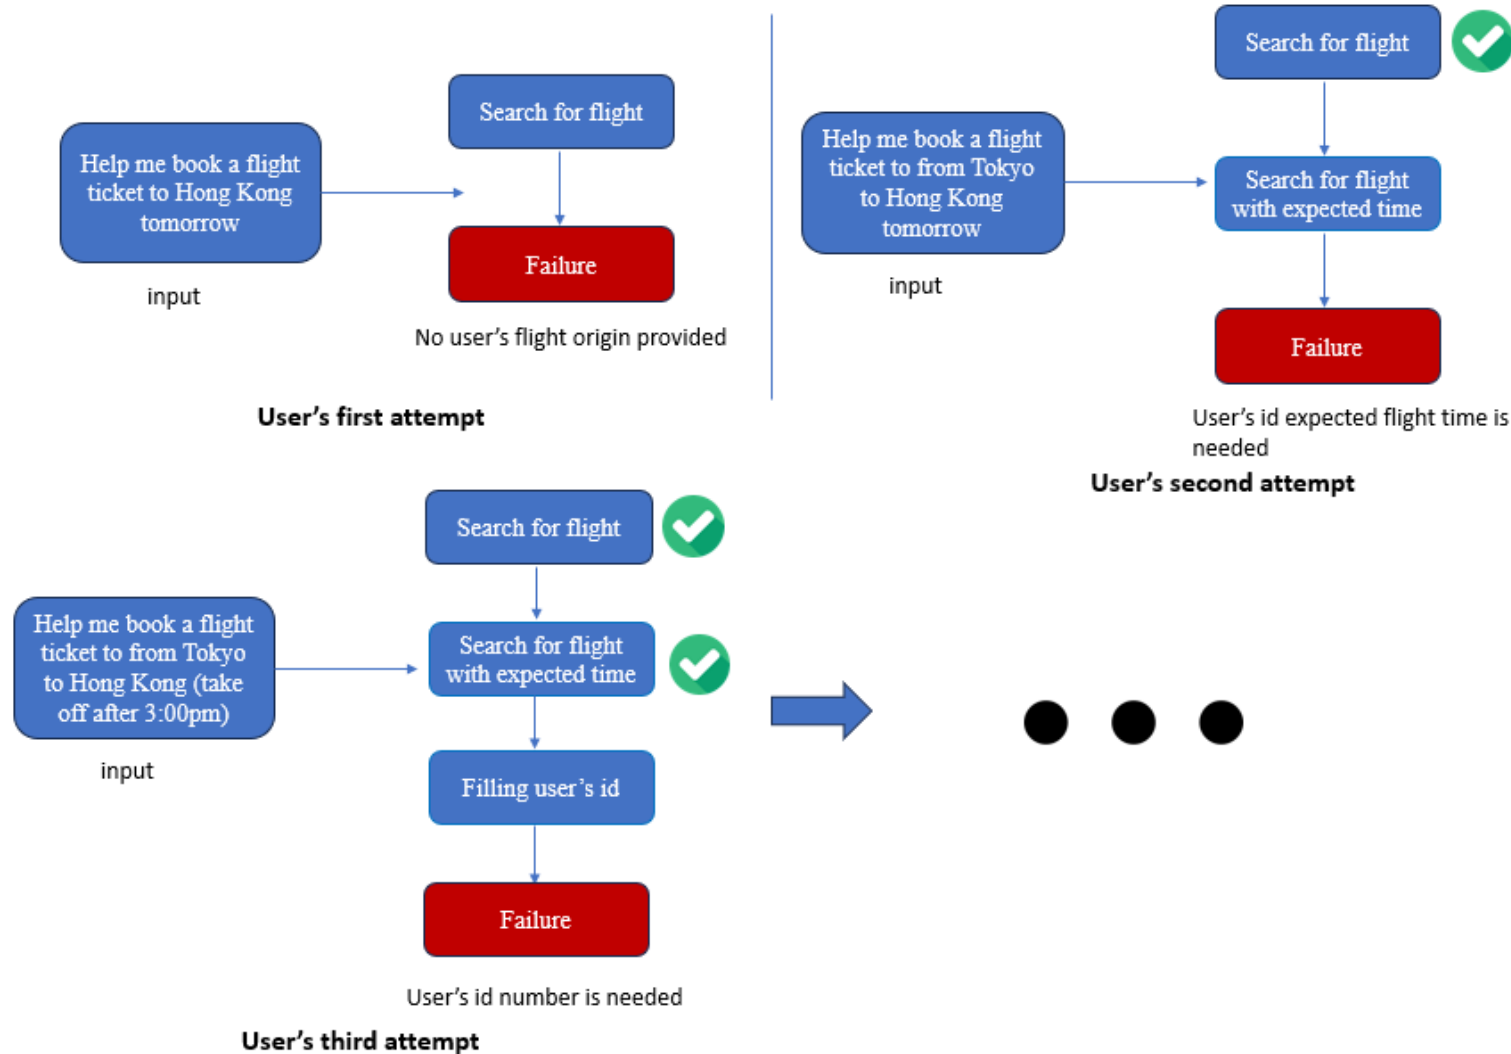 Help me book a flight
ticket to Hong Kong
tomorrow
input
Search for flight
Failure
No user's flight origin provided
User's first attempt
Help me book a flight
ticket to from Tokyo
to Hong Kong
tomorrow
input
Search for flight
Search for flight
with expected time
Failure
User's id expected flight time is
needed
User's second attempt
Help me book a flight
ticket to from Tokyo
to Hong Kong (take
off after 3:00pm)
input
Search for flight
Search for flight
with expected time
Filling user's id
Failure
User's id number is needed
User's third attempt